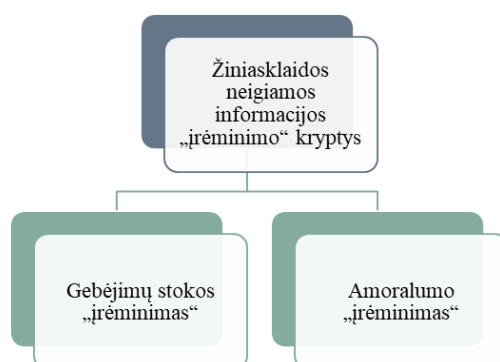 Žiniasklaidos
neigiamos
informacijos
„įrėminimo“ kryptys
Gebėjimų stokos
„įrėminimas“
Amoralumo
„įrėminimas“